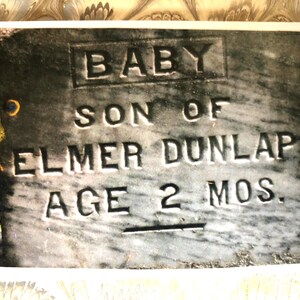 BABY
SON OF
ELMER DUNLAP
AGE 2 MOS.